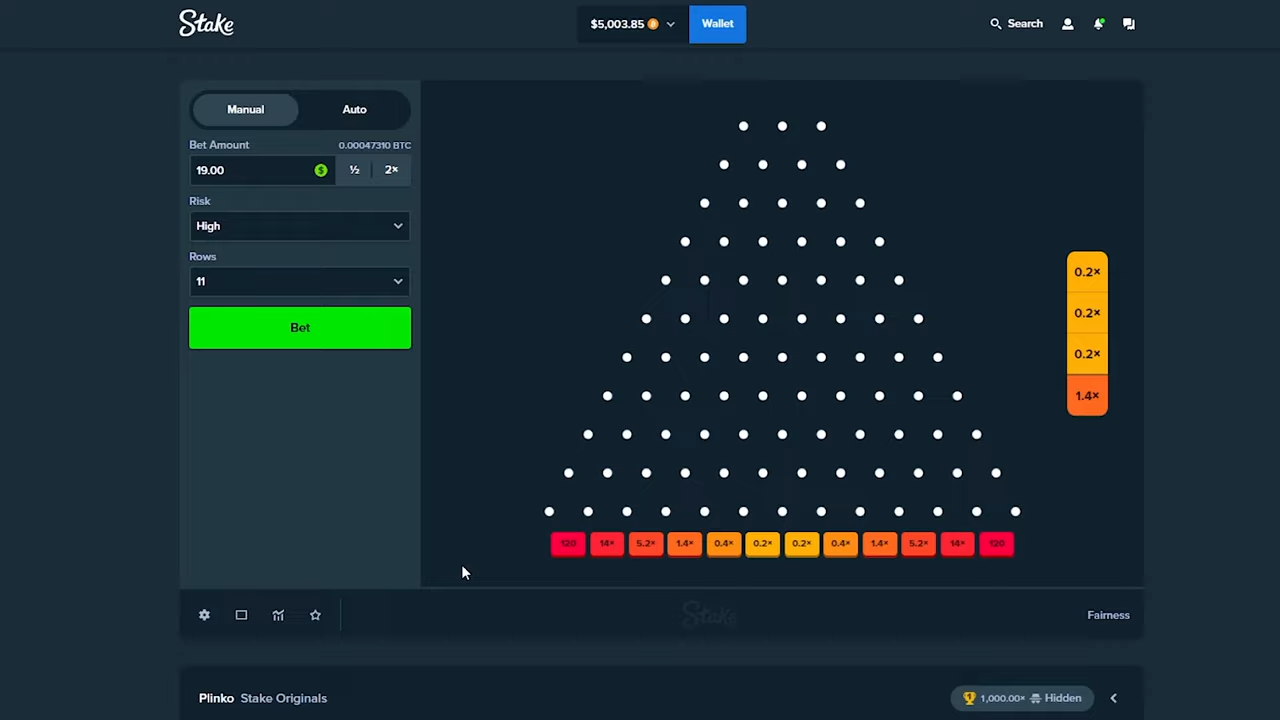 Stake
$5,003.85
Wallet
Search
Manual
Auto
Bet Amount
0.00047310 BTC
19.00
$
½
2×
Risk
High
Rows
11
Bet
0.2×
0.2×
0.2×
1.4×
120 14× 5.2× 1.4× 0.4× 0.2× 0.2× 0.4× 1.4× 5.2× 14× 120
Stake
Fairness
Plinko Stake Originals
1,000.00× Hidden